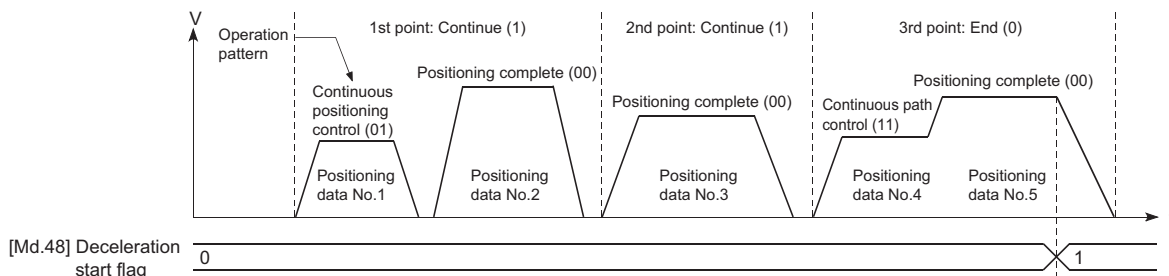 V
Operation
pattern
1st point: Continue (1)
2nd point: Continue (1)
3rd point: End (0)
Positioning complete (00)
Positioning complete (00)
Positioning complete (00)
Continuous
positioning
control (01)
Continuous path
control (11)
Positioning
data No.1
Positioning
data No.2
Positioning
data No.3
Positioning
data No.4
Positioning
data No.5
[Md.48] Deceleration
start flag
0
1